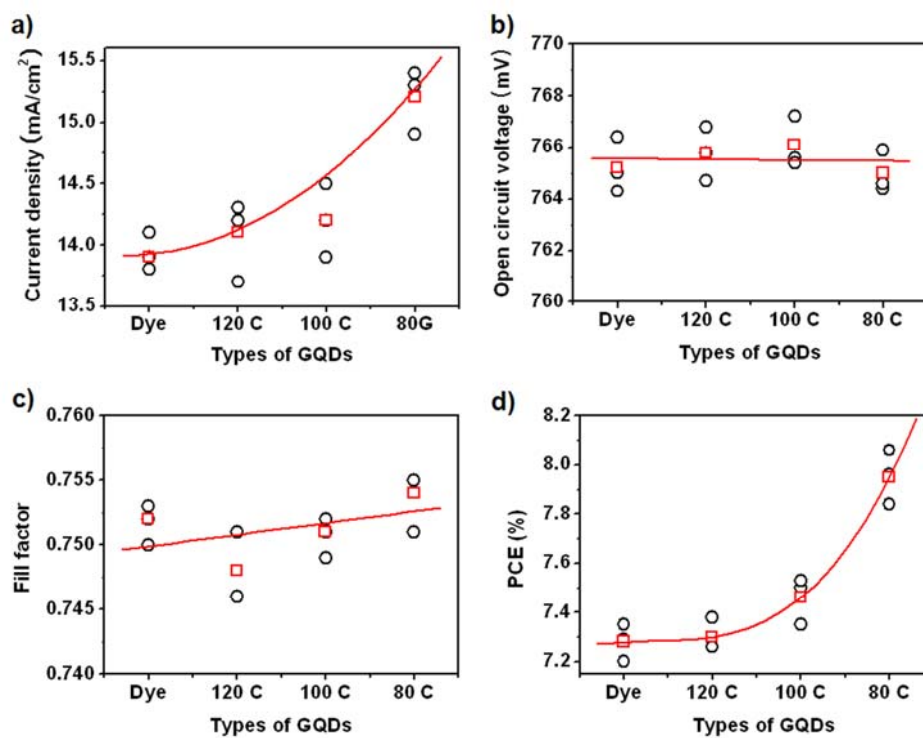 a)
Current density (mA/cm²)
15.5
15.0
14.5
14.0
13.5
Dye 120 C 100 C 80G
Types of GQDs
b)
Open circuit voltage (mV)
770
768
766
764
762
760
Dye 120 C 100 C 80 C
Types of GQDs
c)
Fill factor
0.760
0.755
0.750
0.745
0.740
Dye 120 C 100 C 80 C
Types of GQDs
d)
PCE (%)
8.2
8.0
7.8
7.6
7.4
7.2
Dye 120 C 100 C 80 C
Types of GQDs